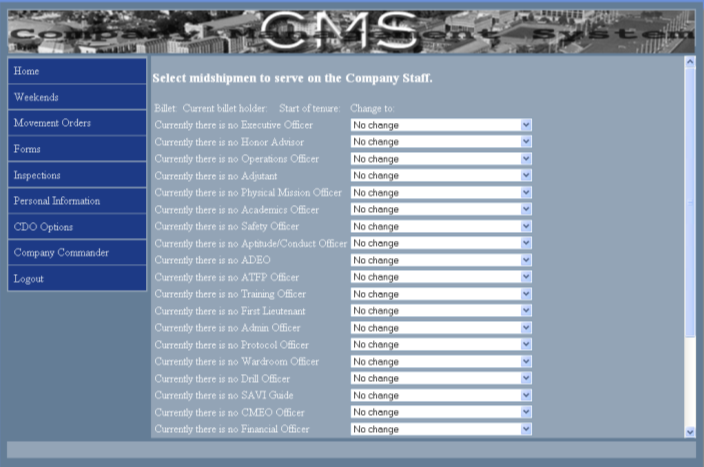 CMS
Company Management System
Home
Weekends
Movement Orders
Forms
Inspections
Personal Information
CDO Options
Company Commander
Logout
Select midshipmen to serve on the Company Staff.
Billet: Current billet holder: Start of tenure: Change to:
Currently there is no Executive Officer No change
Currently there is no Honor Advisor No change
Currently there is no Operations Officer No change
Currently there is no Adjutant No change
Currently there is no Physical Mission Officer No change
Currently there is no Academics Officer No change
Currently there is no Safety Officer No change
Currently there is no Aptitude/Conduct Officer No change
Currently there is no ADEO No change
Currently there is no ATFP Officer No change
Currently there is no Training Officer No change
Currently there is no First Lieutenant No change
Currently there is no Admin Officer No change
Currently there is no Protocol Officer No change
Currently there is no Wardroom Officer No change
Currently there is no Drill Officer No change
Currently there is no SAVI Guide No change
Currently there is no CMEO Officer No change
Currently there is no Financial Officer No change